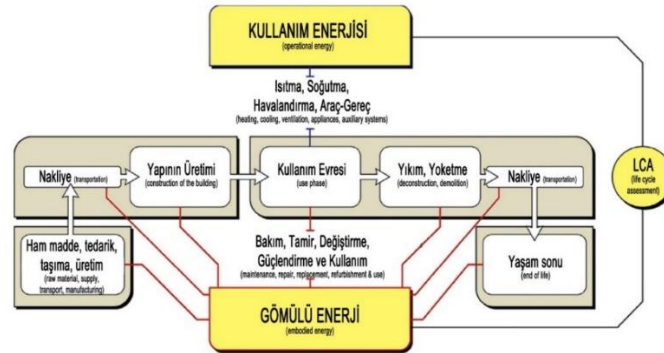 KULLANIM ENERJİSİ
(operational energy)
Isıtma, Soğutma,
Havalandırma, Araç-Gereç
(heating, cooling, ventilation, appliances, auxiliary systems)
LCA
(life cycle
assessment)
Nakliye (transportation)
Yapının Üretimi
(construction of the building)
Kullanım Evresi
(use phase)
Yıkım, Yoketme
(deconstruction, demolition)
Nakliye (transportation)
Ham madde, tedarik,
taşıma, üretim
(raw material, supply,
transport, manufacturing)
Bakım, Tamir, Değiştirme,
Güçlendirme ve Kullanım
(maintenance, repair, replacement, refurbishment & use)
Yaşam sonu
(end of life)
GÖMÜLÜ ENERJİ
(embodied energy)